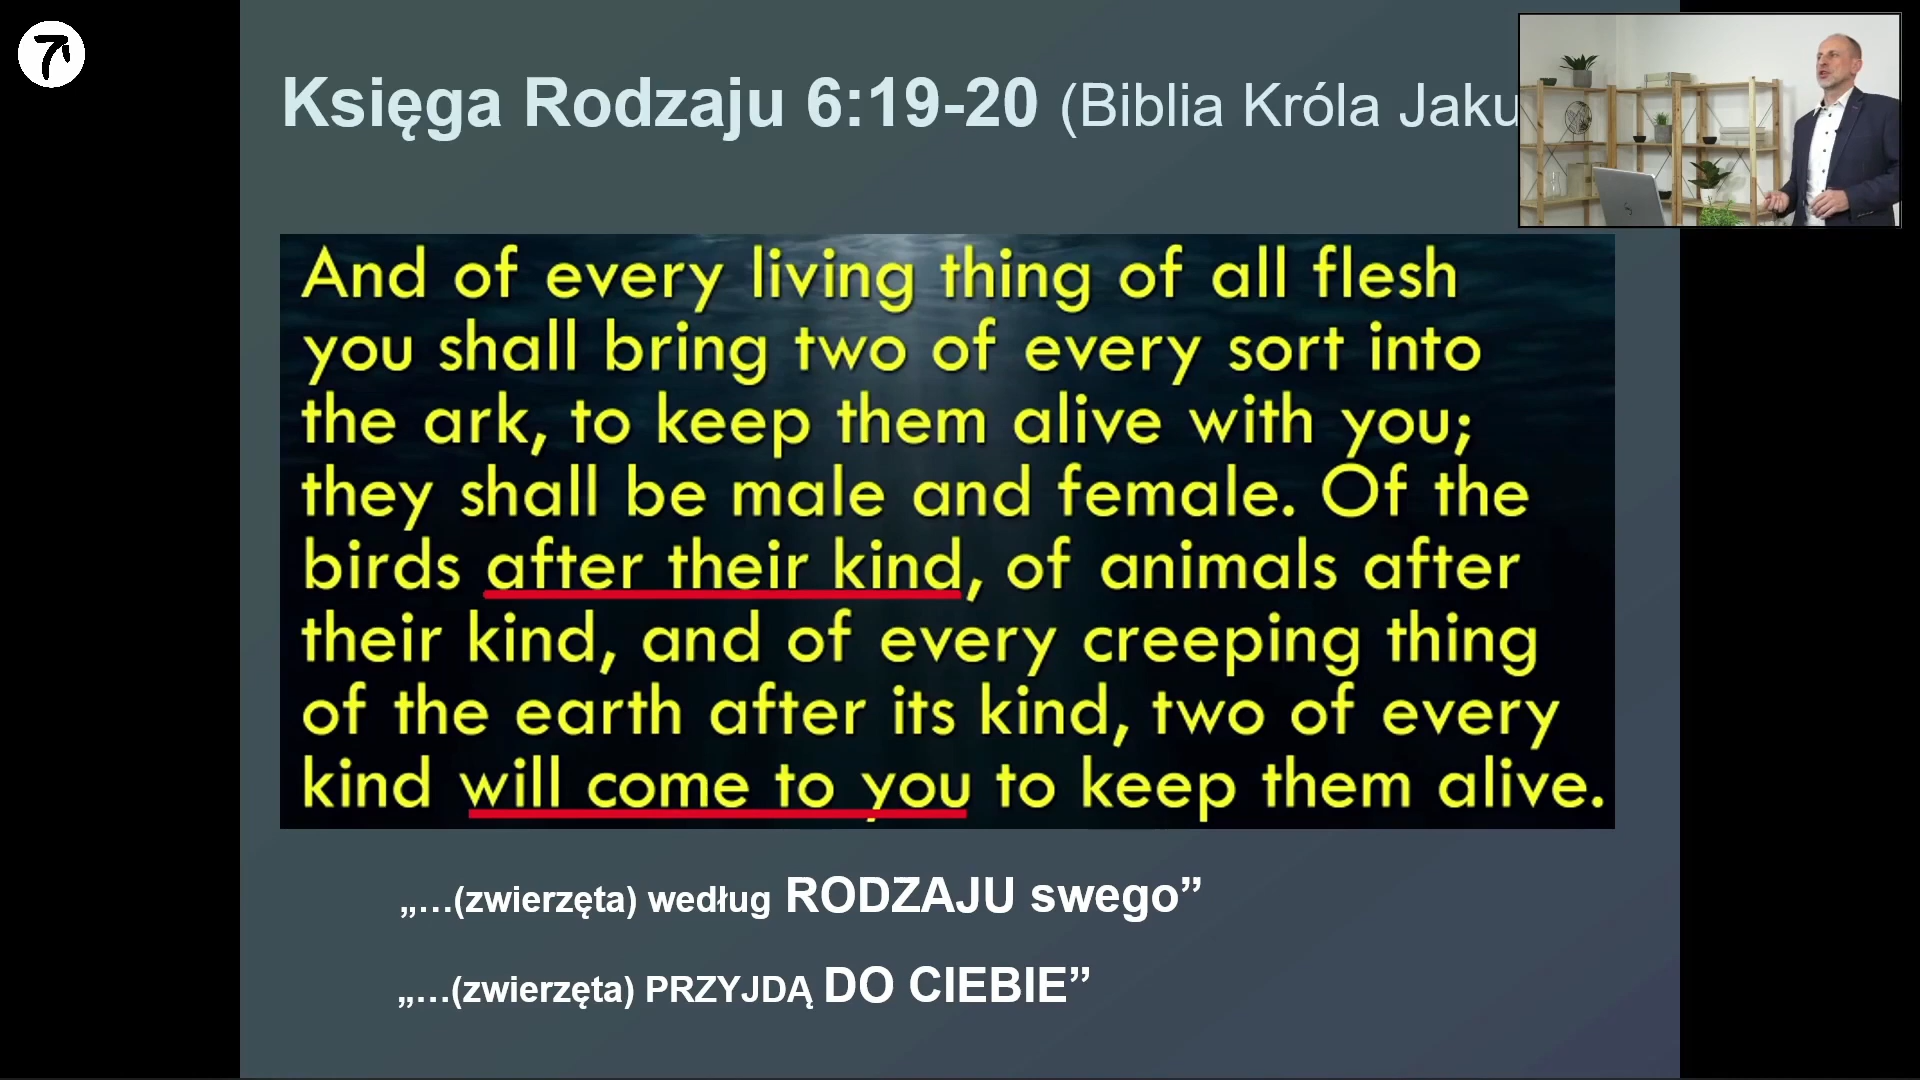 Księga Rodzaju 6:19-20 (Biblia Króla
And of every living thing of all flesh
you shall bring two of every sort into
the ark, to keep them alive with you;
they shall be male and female. Of the
birds after their kind, of animals after
their kind, and of every creeping thing
of the earth after its kind, two of every
kind will come to you to keep them alive.
„…(zwierzęta) według RODZAJU swego”
„…(zwierzęta) PRZYJDĄ DO CIEBIE”